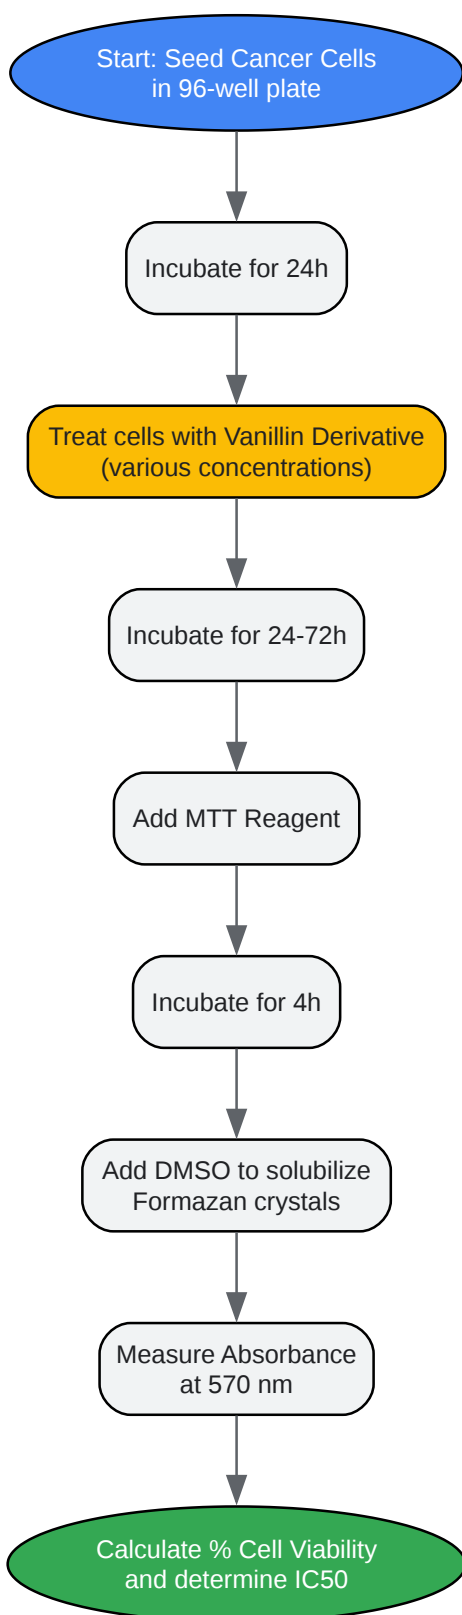 Start: Seed Cancer Cells
in 96-well plate
Incubate for 24h
Treat cells with Vanillin Derivative
(various concentrations)
Incubate for 24-72h
Add MTT Reagent
Incubate for 4h
Add DMSO to solubilize
Formazan crystals
Measure Absorbance
at 570 nm
Calculate % Cell Viability
and determine IC50